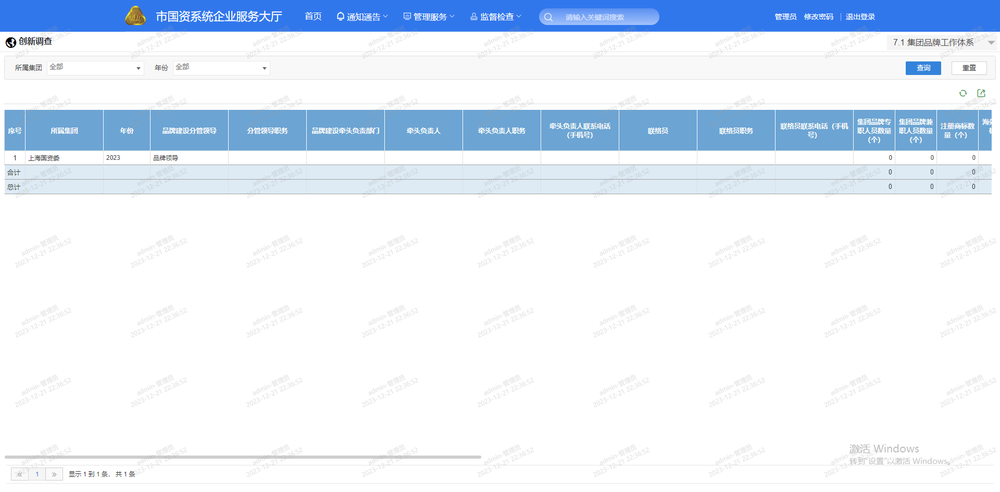 市国资系统企业服务大厅 首页 通知通告 管理服务 监督检查 请输入关键词搜索 管理员 修改密码 退出登录
创新调查 7.1 集团品牌工作体系
所属集团 全部 年份 全部 查询 重置
序号 所属集团 年份 品牌建设分管领导 分管领导职务 品牌建设牵头负责部门 牵头负责人 牵头负责人职务 牵头负责人联系电话（手机号） 联络员 联络员职务 联络员联系电话（手机号） 集团品牌专职人员数量（个） 集团品牌兼职人员数量（个） 注册商标数量（个）
1 上海国资委 2023 品牌领导 0 0 0
合计 0 0 0
总计 0 0 0
激活 Windows
转到"设置"以激活 Windows。
« 1 » 显示 1 到 1 条， 共 1 条
admin-管理员
2023-12-21 22:36:52